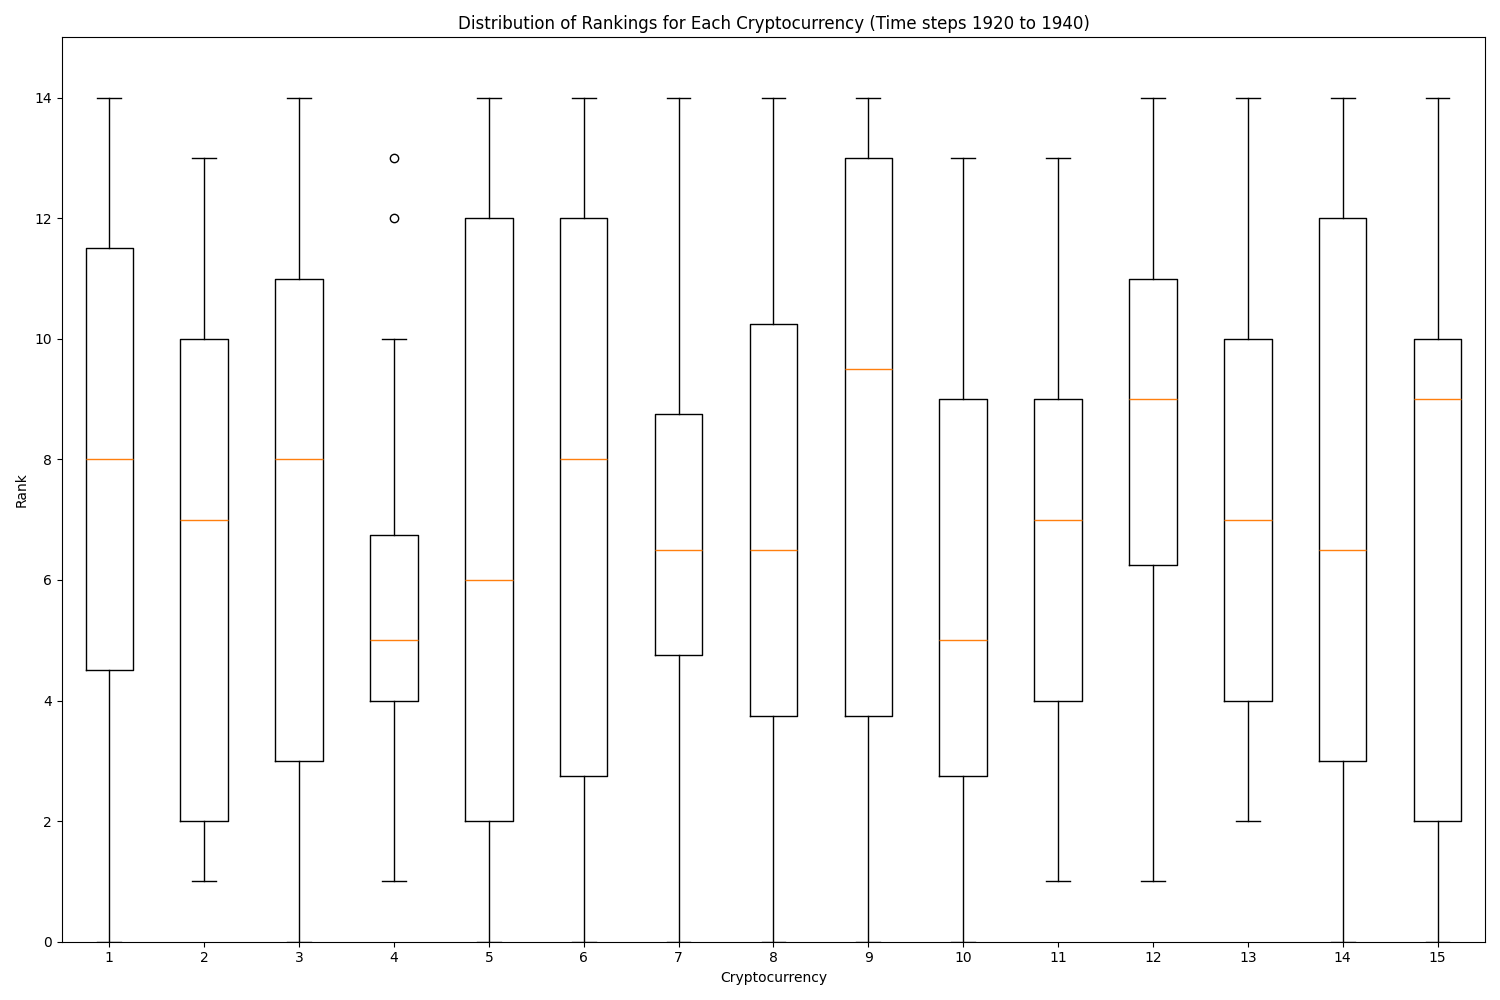 Distribution of Rankings for Each Cryptocurrency (Time steps 1920 to 1940)
14
12
10
8
6
4
2
0
Rank
1 2 3 4 5 6 7 8 9 10 11 12 13 14 15
Cryptocurrency